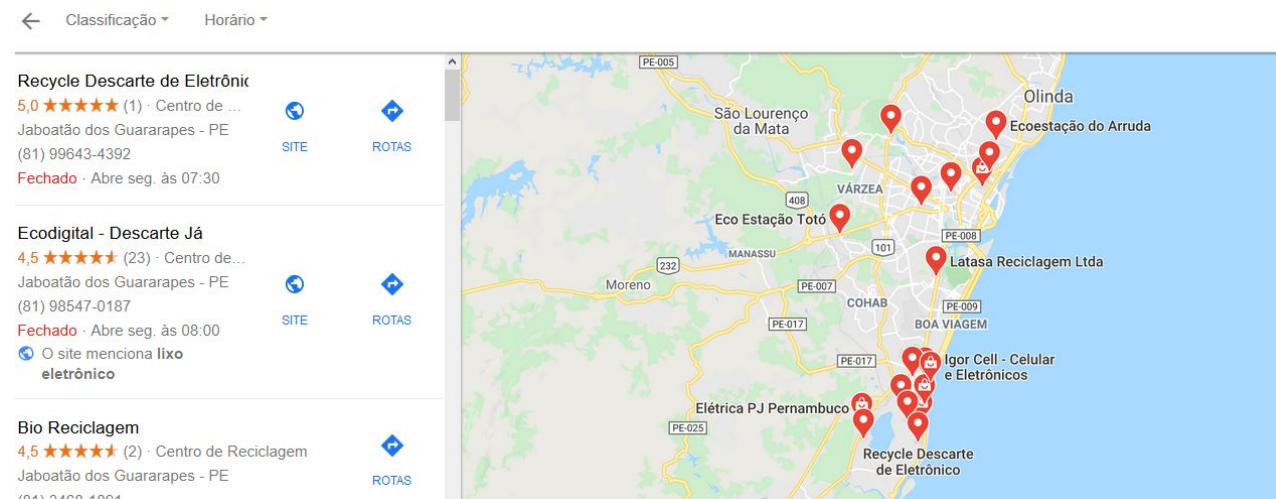 Classificação Horário
Recycle Descarte de Eletrônic
5,0 (1) · Centro de ...
Jaboatão dos Guararapes - PE
(81) 99643-4392
Fechado · Abre seg. às 07:30
SITE
ROTAS
Ecodigital - Descarte Já
4,5 (23) · Centro de...
Jaboatão dos Guararapes - PE
(81) 98547-0187
Fechado · Abre seg. às 08:00
O site menciona lixo
eletrônico
SITE
ROTAS
Bio Reciclagem
4,5 (2) · Centro de Reciclagem
Jaboatão dos Guararapes - PE
ROTAS
PE-005
Olinda
São Lourenço
da Mata
Ecoestação do Arruda
VÁRZEA
408
Eco Estação Totó
PE-008
101
MANASSU
232
Latasa Reciclagem Ltda
Moreno
PE-007
COHAB
PE-009
PE-017
BOA VIAGEM
PE-017
Igor Cell - Celular
e Eletrônicos
Elétrica PJ Pernambuco
PE-025
Recycle Descarte
de Eletrônico